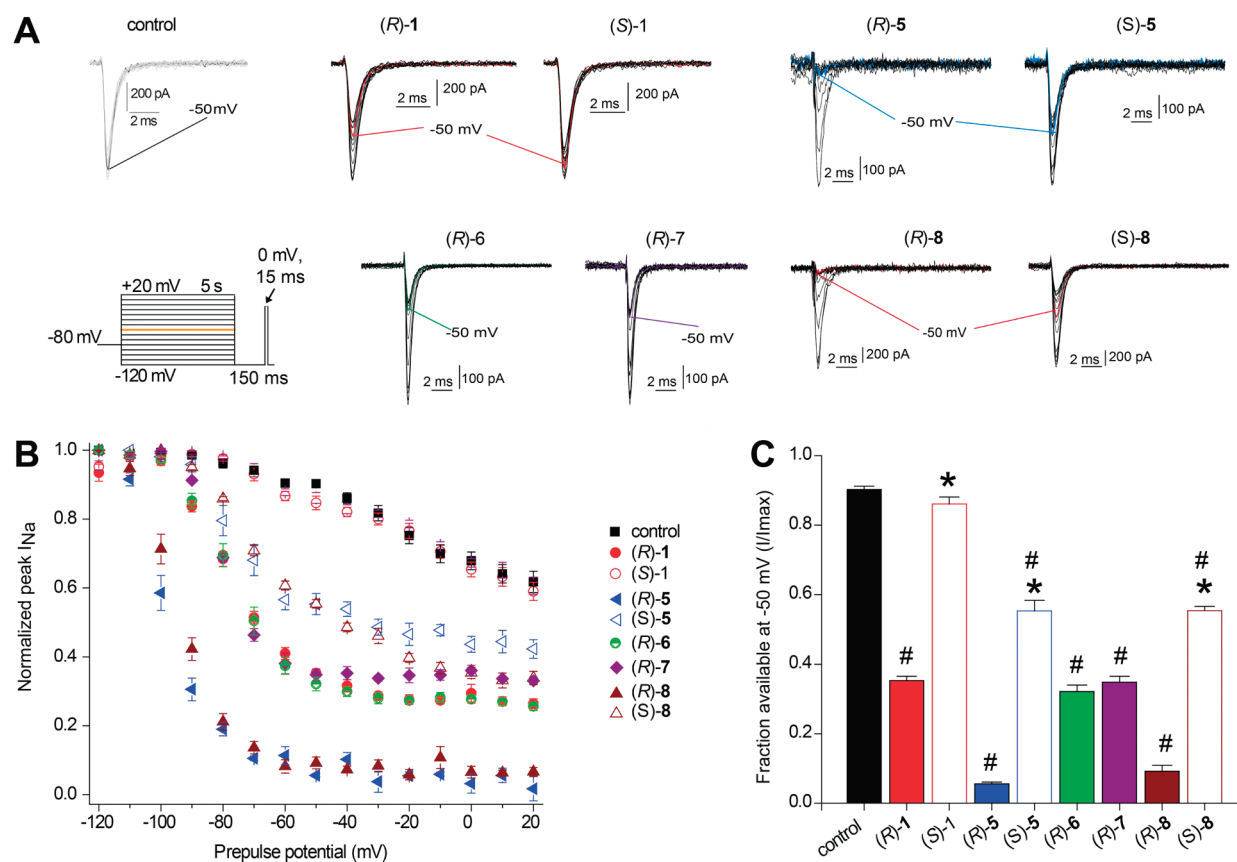 A
control
(R)-1
(S)-1
(R)-5
(S)-5
200 pA
2 ms
-50mV
2 ms
200 pA
-50 mV
2 ms
200 pA
-50 mV
2 ms
100 pA
2 ms
100 pA
(R)-6
(R)-7
(R)-8
(S)-8
0 mV,
15 ms
+20 mV
5 s
-80 mV
-120 mV
150 ms
-50 mV
2 ms
100 pA
-50 mV
2 ms
100 pA
-50 mV
2 ms
200 pA
2 ms
200 pA
B
Normalized peak INa
1.0
0.8
0.6
0.4
0.2
0.0
-120
-100
-80
-60
-40
-20
0
20
Prepulse potential (mV)
control
(R)-1
(S)-1
(R)-5
(S)-5
(R)-6
(R)-7
(R)-8
(S)-8
C
Fraction available at -50 mV (I/Imax)
0.8
0.6
0.4
0.2
0.0
#
*
#
#
*
#
#
#
#
*
control
(R)-1
(S)-1
(R)-5
(S)-5
(R)-6
(R)-7
(R)-8
(S)-8